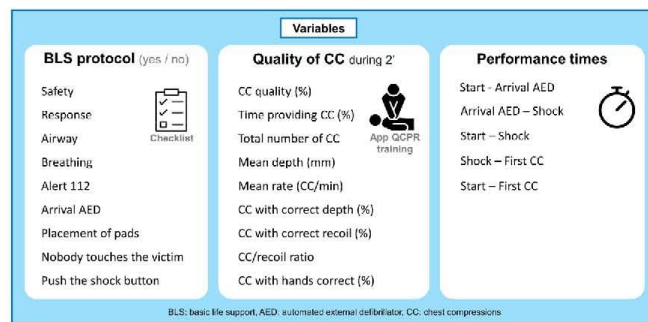 Variables
BLS protocol (yes / no)
Safety
Response
Airway
Breathing
Alert 112
Arrival AED
Placement of pads
Nobody touches the victim
Push the shock button
Checklist
Quality of CC during 2'
CC quality (%)
Time providing CC (%)
Total number of CC
Mean depth (mm)
Mean rate (CC/min)
CC with correct depth (%)
CC with correct recoil (%)
CC/recoil ratio
CC with hands correct (%)
App QCPR
training
Performance times
Start - Arrival AED
Arrival AED – Shock
Start – Shock
Shock – First CC
Start – First CC
BLS: basic life support, AED: automated external defibrillator, CC: chest compressions